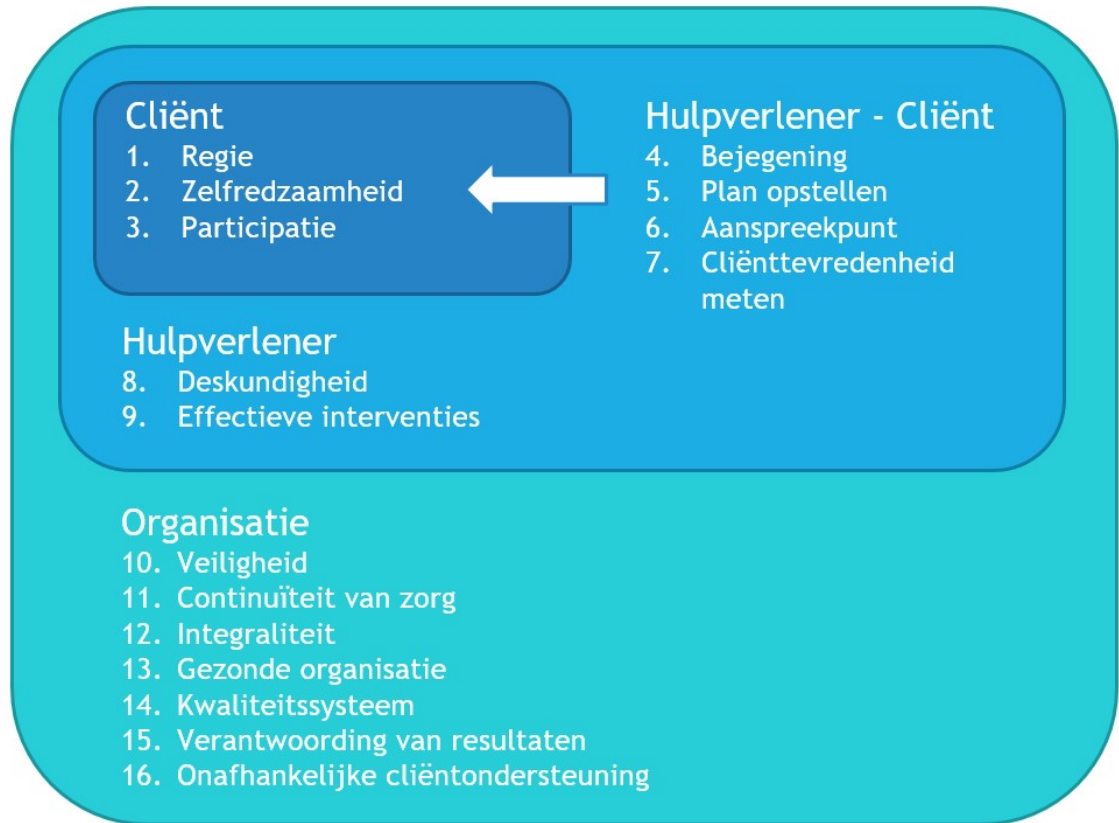 Cliënt
1. Regie
2. Zelfredzaamheid
3. Participatie
Hulpverlener - Cliënt
4. Bejegening
5. Plan opstellen
6. Aanspreekpunt
7. Cliënttevredenheid
meten
Hulpverlener
8. Deskundigheid
9. Effectieve interventies
Organisatie
10. Veiligheid
11. Continuïteit van zorg
12. Integraliteit
13. Gezonde organisatie
14. Kwaliteitssysteem
15. Verantwoording van resultaten
16. Onafhankelijke cliëntondersteuning